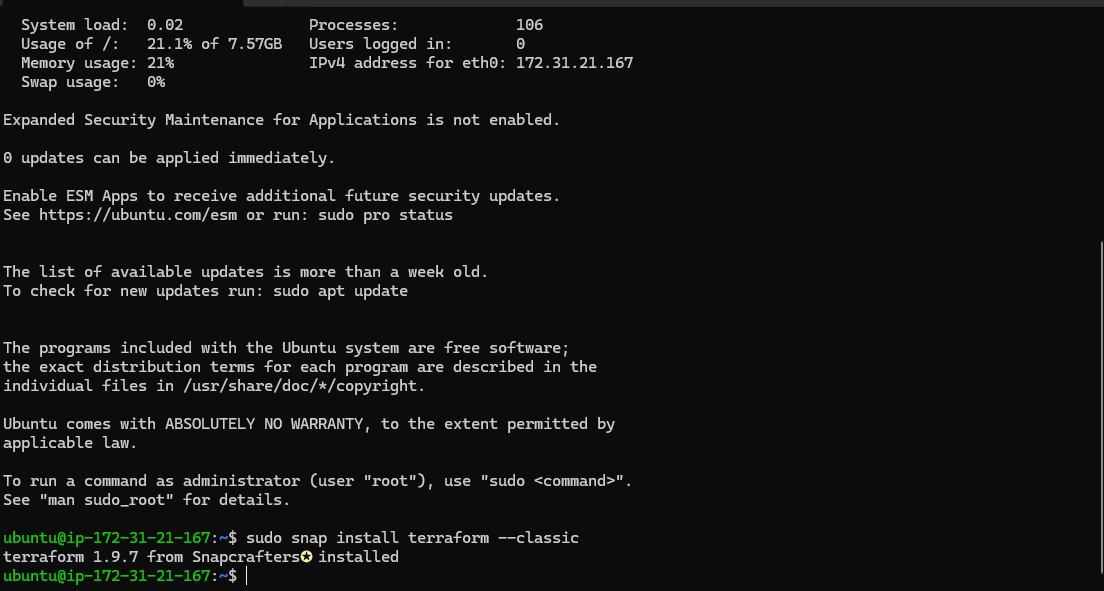 System load:  0.02                Processes:             106
Usage of /:   21.1% of 7.57GB   Users logged in:       0
Memory usage: 21%               IPv4 address for eth0: 172.31.21.167
Swap usage:   0%
Expanded Security Maintenance for Applications is not enabled.
0 updates can be applied immediately.
Enable ESM Apps to receive additional future security updates.
See https://ubuntu.com/esm or run: sudo pro status
The list of available updates is more than a week old.
To check for new updates run: sudo apt update
The programs included with the Ubuntu system are free software;
the exact distribution terms for each program are described in the
individual files in /usr/share/doc/*/copyright.
Ubuntu comes with ABSOLUTELY NO WARRANTY, to the extent permitted by
applicable law.
To run a command as administrator (user "root"), use "sudo <command>".
See "man sudo_root" for details.
ubuntu@ip-172-31-21-167:~$ sudo snap install terraform --classic
terraform 1.9.7 from Snapcrafters✪ installed
ubuntu@ip-172-31-21-167:~$